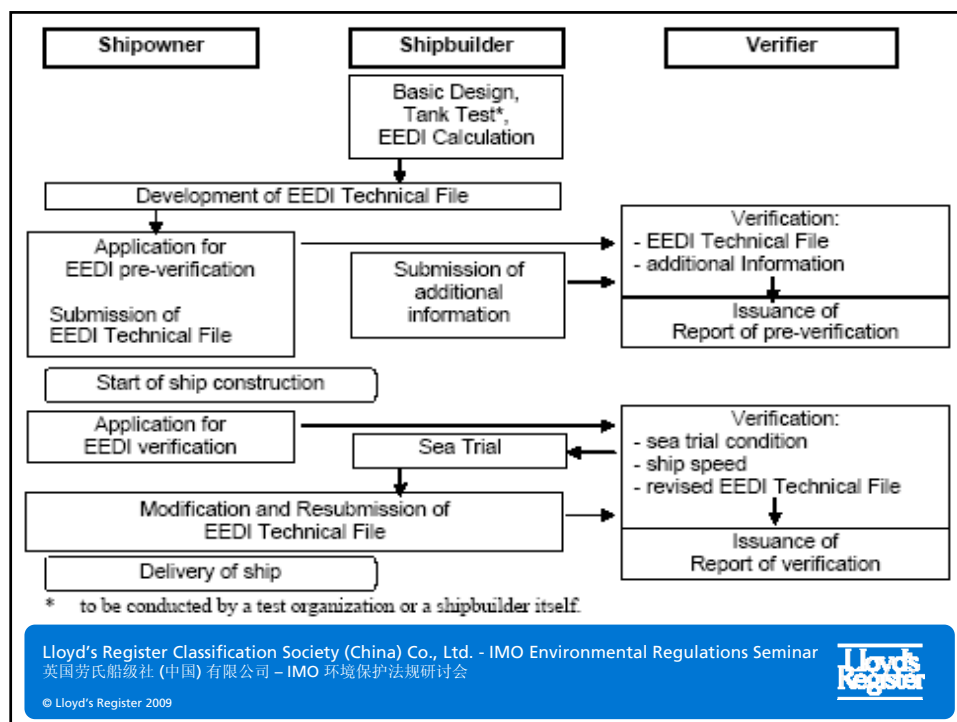 Shipowner
Shipbuilder
Verifier
Basic Design,
Tank Test*,
EEDI Calculation
Development of EEDI Technical File
Application for
EEDI pre-verification
Submission of
EEDI Technical File
Submission of
additional
information
Verification:
- EEDI Technical File
- additional Information
Issuance of
Report of pre-verification
Start of ship construction
Application for
EEDI verification
Sea Trial
Verification:
- sea trial condition
- ship speed
- revised EEDI Technical File
Modification and Resubmission of
EEDI Technical File
Issuance of
Report of verification
Delivery of ship
* to be conducted by a test organization or a shipbuilder itself.
Lloyd's Register Classification Society (China) Co., Ltd. - IMO Environmental Regulations Seminar
英国劳氏船级社 (中国) 有限公司 – IMO 环境保护法规研讨会
© Lloyd's Register 2009
Lloyd's
Register